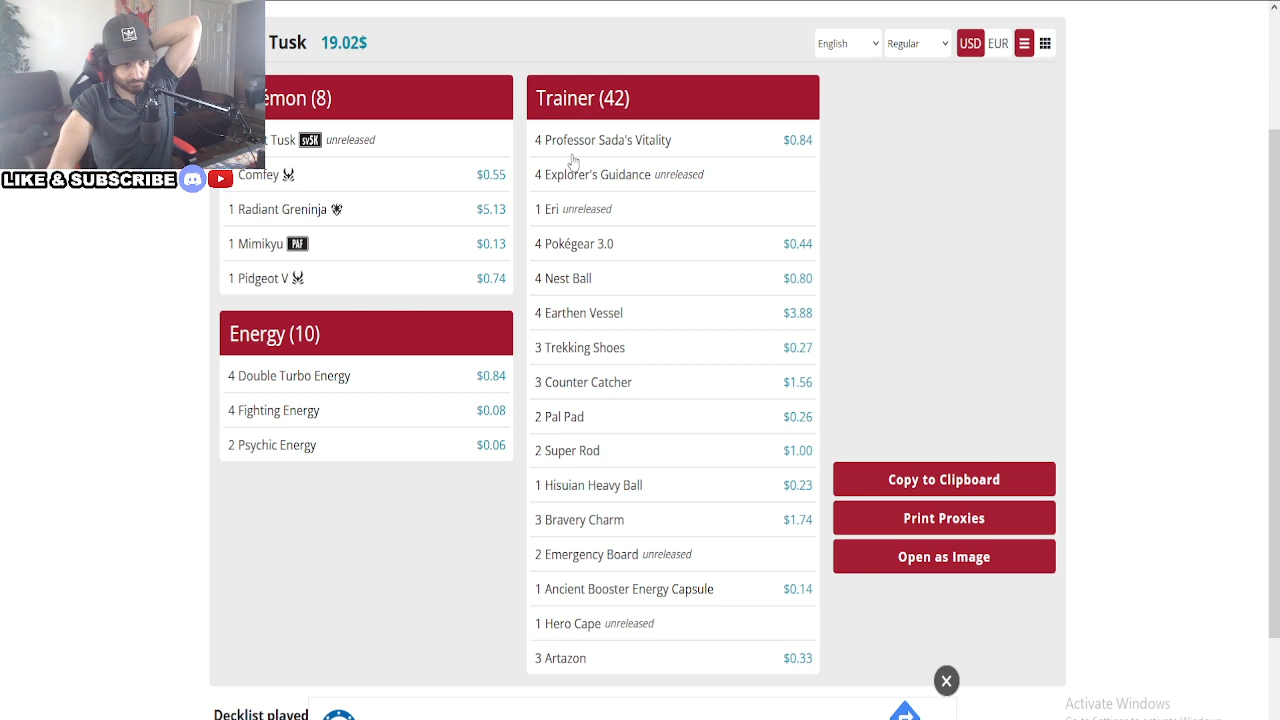 Tusk 19.02$
English
Regular
USD
EUR
émon (8)
t Tusk SV5K unreleased
Comfey $0.55
1 Radiant Greninja $5.13
1 Mimikyu PAF $0.13
1 Pidgeot V $0.74
Energy (10)
4 Double Turbo Energy $0.84
4 Fighting Energy $0.08
2 Psychic Energy $0.06
Trainer (42)
4 Professor Sada's Vitality $0.84
4 Explorer's Guidance unreleased
1 Eri unreleased
4 Pokégear 3.0 $0.44
4 Nest Ball $0.80
4 Earthen Vessel $3.88
3 Trekking Shoes $0.27
3 Counter Catcher $1.56
2 Pal Pad $0.26
2 Super Rod $1.00
1 Hisuian Heavy Ball $0.23
3 Bravery Charm $1.74
2 Emergency Board unreleased
1 Ancient Booster Energy Capsule $0.14
1 Hero Cape unreleased
3 Artazon $0.33
Copy to Clipboard
Print Proxies
Open as Image
LIKE & SUBSCRIBE
Decklist played
Activate Windows